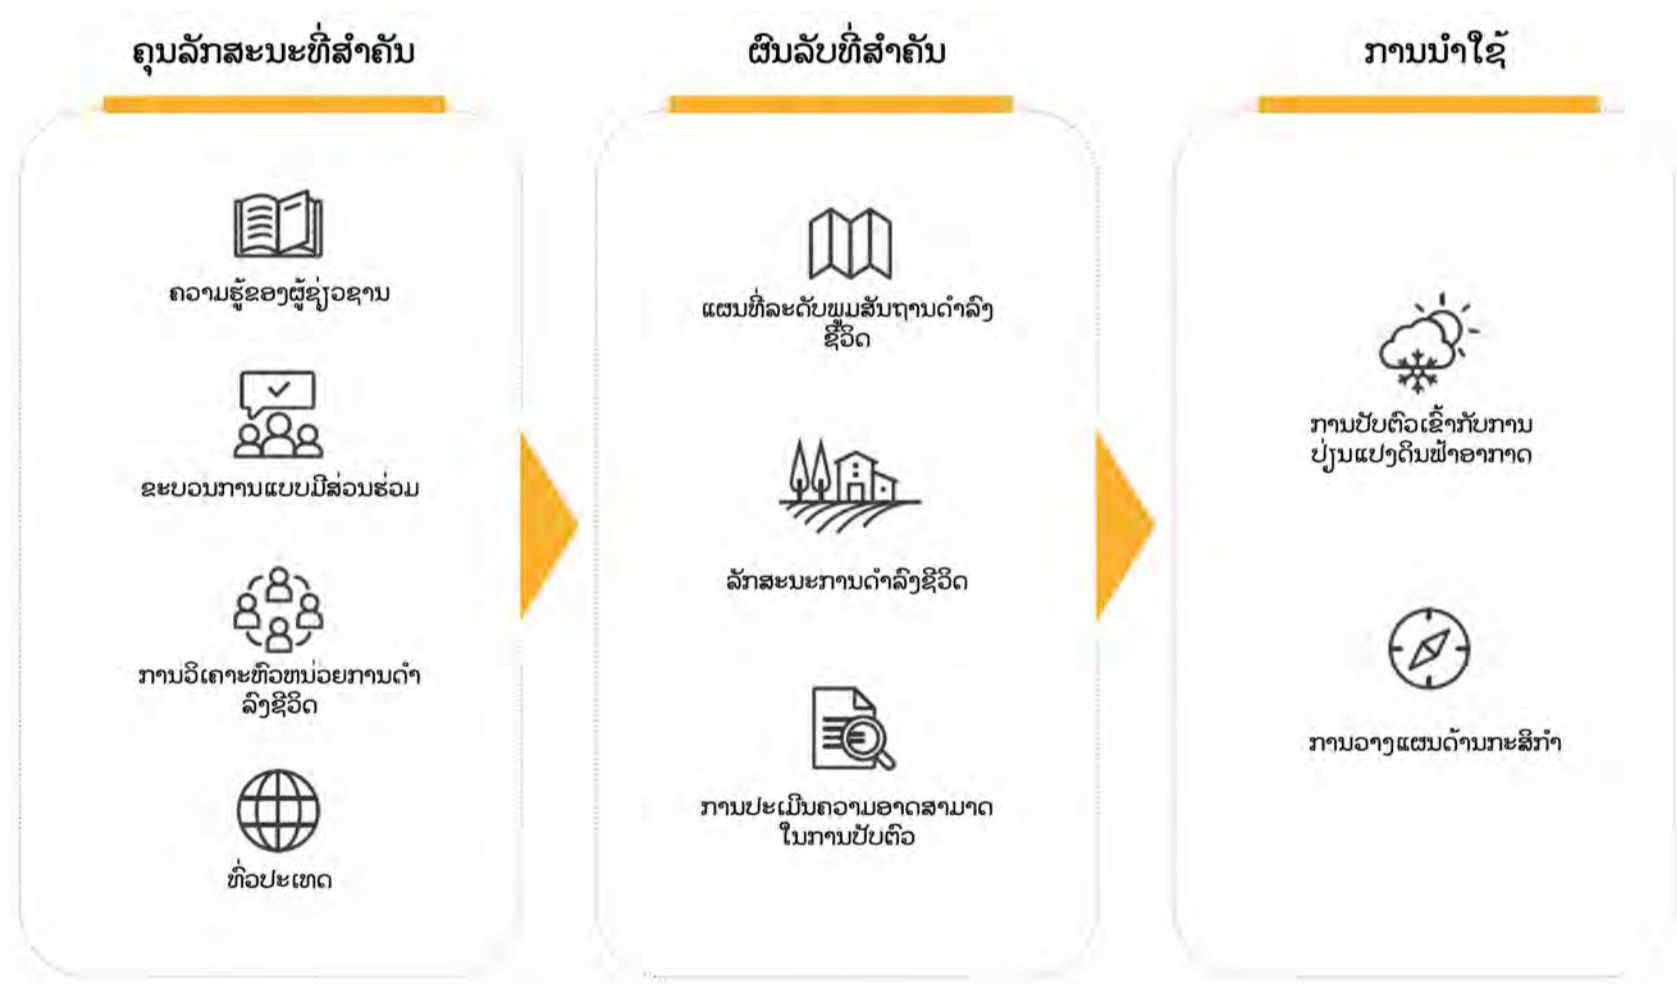 ຄຸນລັກສະນະທີ່ສຳຄັນ
ຄວາມຮູ້ຂອງຜູ້ຊ່ຽວຊານ
ຂະບວນການແບບມີສ່ວນຮ່ວມ
ການວິເຄາະຫົວຫນ່ວຍການດຳ
ລົງຊີວິດ
ທົ່ວປະເທດ
ຜົນລັບທີ່ສຳຄັນ
ແຜນທີ່ລະດັບພູມສັນຖານດຳລົງ
ຊີວິດ
ລັກສະນະການດຳລົງຊີວິດ
ການປະເມີນຄວາມອາດສາມາດ
ໃນການປັບຕົວ
ການນຳໃຊ້
ການປັບຕົວເຂົ້າກັບການ
ປ່ຽນແປງດິນຟ້າອາກາດ
ການວາງແຜນດ້ານກະສິກຳ